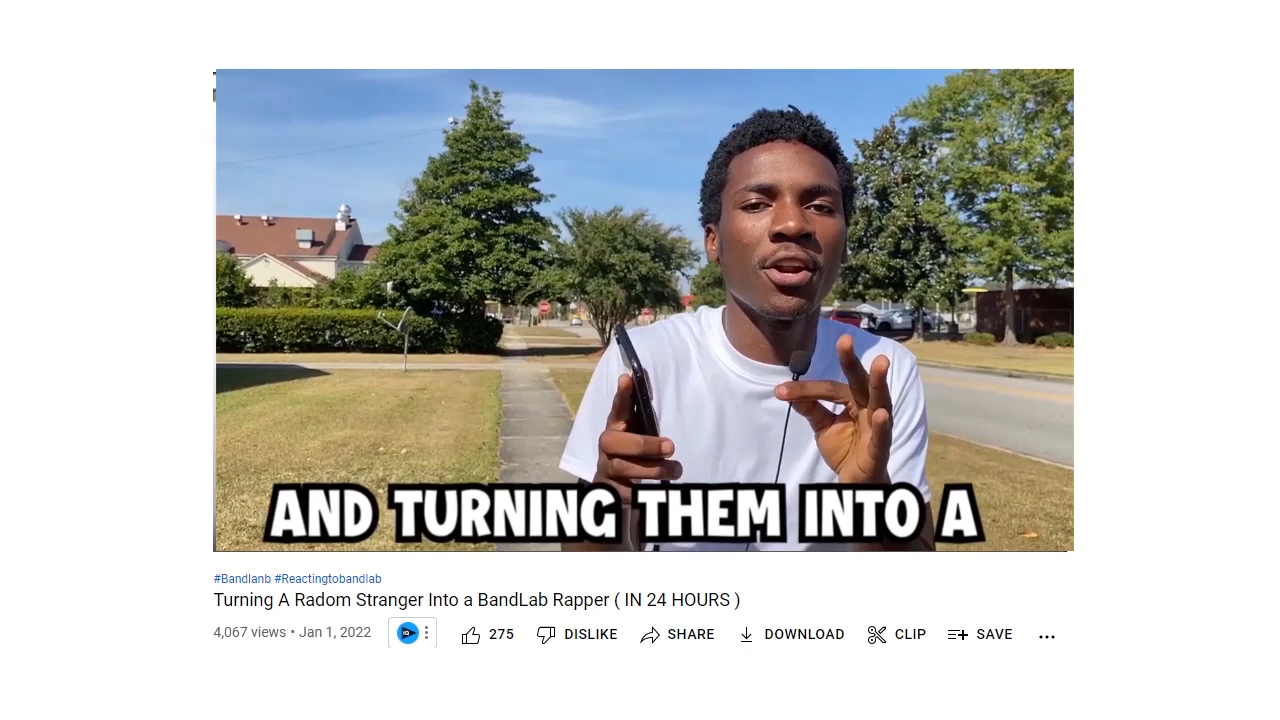 AND TURNING THEM INTO A
#Bandlanb #Reactingtobandlab
Turning A Radom Stranger Into a BandLab Rapper ( IN 24 HOURS )
4,067 views • Jan 1, 2022 IQ 275 DISLIKE SHARE DOWNLOAD CLIP SAVE